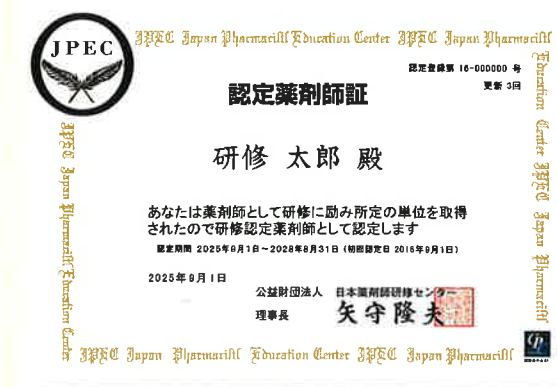 JPEC
JPEC Japan Pharmacist Education Center JPEC Japan Pharmacist
Education Center JPEC Japan Pharmacist
JPEC Japan Pharmacist Education Center
JPEC Japan Pharmacist Education Center JPEC Japan Pharmacist
認定登録第 16-000000 号
更新 3回
認定薬剤師証
研修 太郎 殿
あなたは薬剤師として研修に励み所定の単位を取得
されたので研修認定薬剤師として認定します
認定期間 2025年9月1日～2028年8月31日 (初回認定日 2016年9月1日)
2025年9月1日
公益財団法人 日本薬剤師研修センター
理事長 矢守隆夫